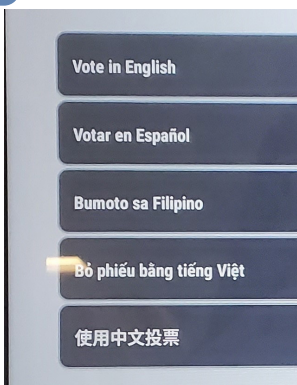 Vote in English
Votar en Español
Bumoto sa Filipino
Bỏ phiếu bằng tiếng Việt
使用中文投票